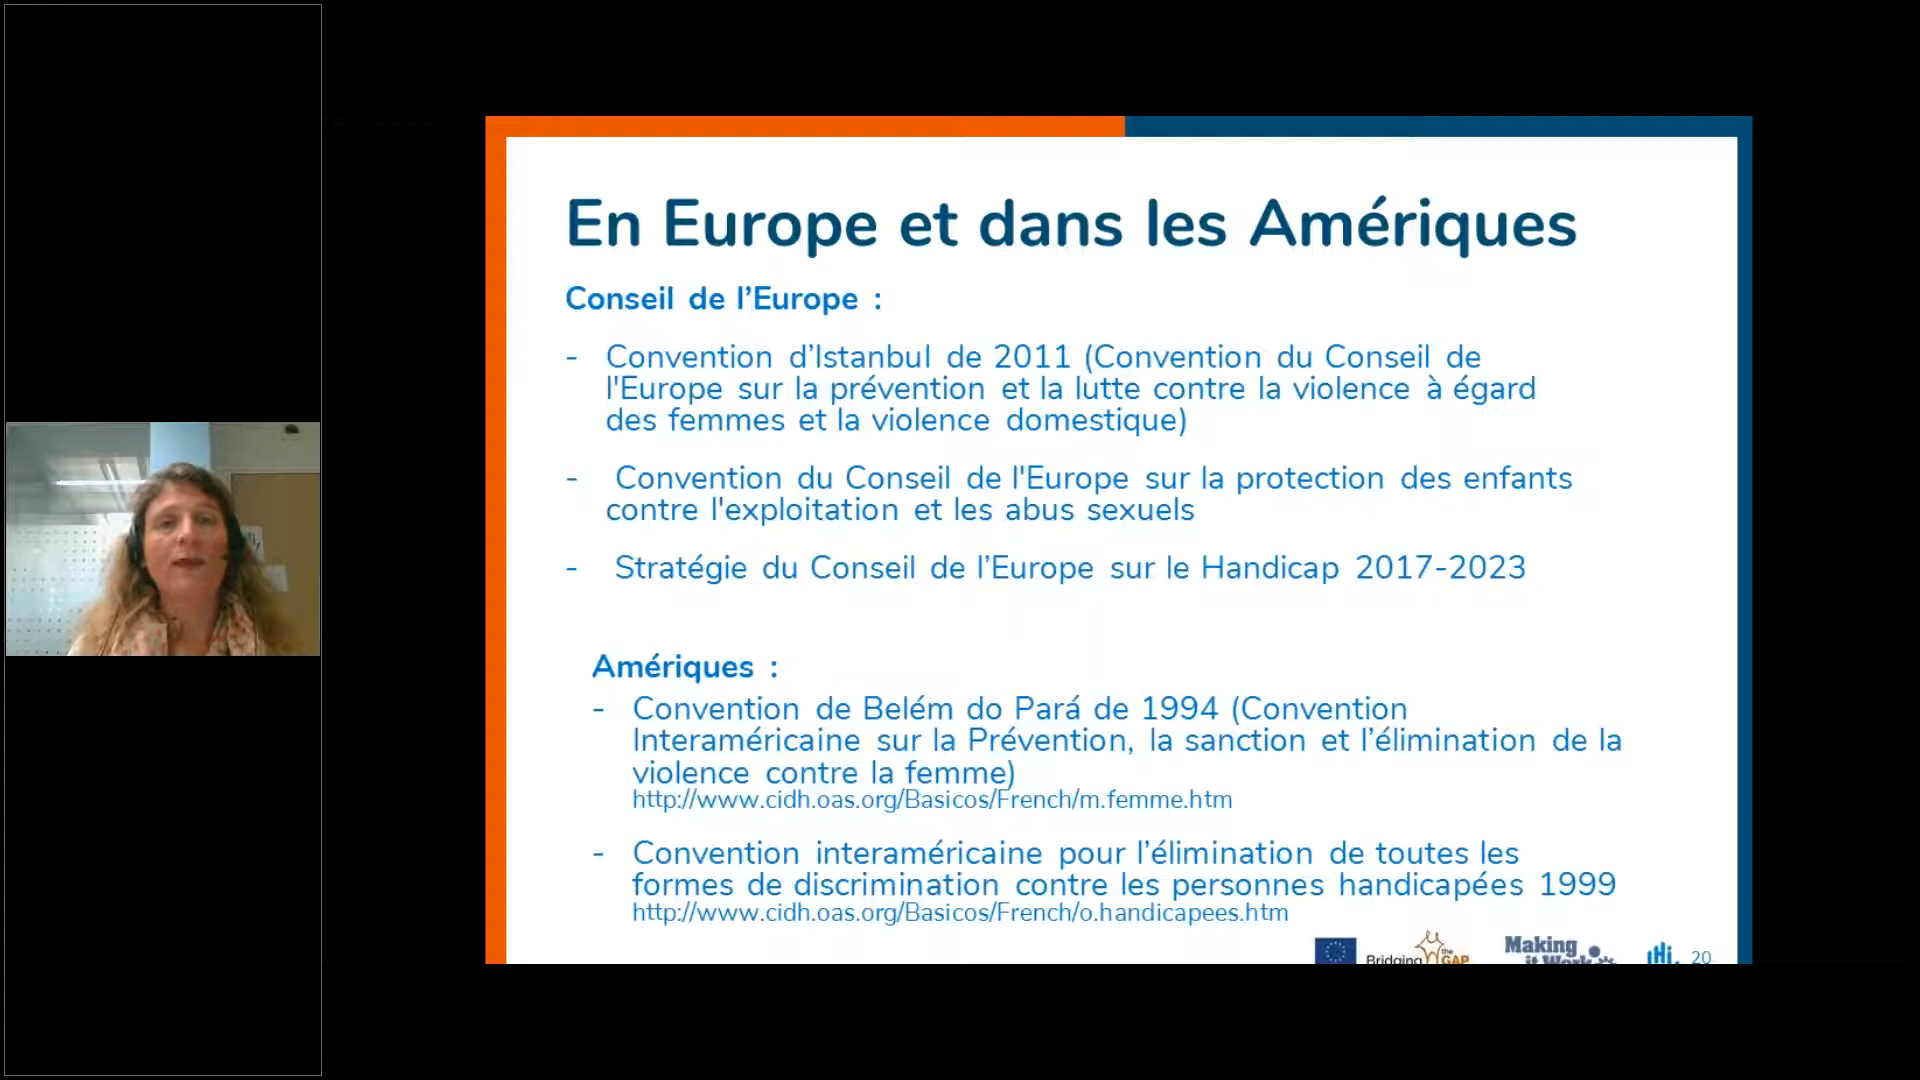 En Europe et dans les Amériques
Conseil de l’Europe :
- Convention d’Istanbul de 2011 (Convention du Conseil de
l'Europe sur la prévention et la lutte contre la violence à égard
des femmes et la violence domestique)
- Convention du Conseil de l'Europe sur la protection des enfants
contre l'exploitation et les abus sexuels
- Stratégie du Conseil de l’Europe sur le Handicap 2017-2023
Amériques :
- Convention de Belém do Pará de 1994 (Convention
Interaméricaine sur la Prévention, la sanction et l’élimination de la
violence contre la femme)
http://www.cidh.oas.org/Basicos/French/m.femme.htm
- Convention interaméricaine pour l’élimination de toutes les
formes de discrimination contre les personnes handicapées 1999
http://www.cidh.oas.org/Basicos/French/o.handicapees.htm
Bridging the GAP
Making
it Work
hi
20